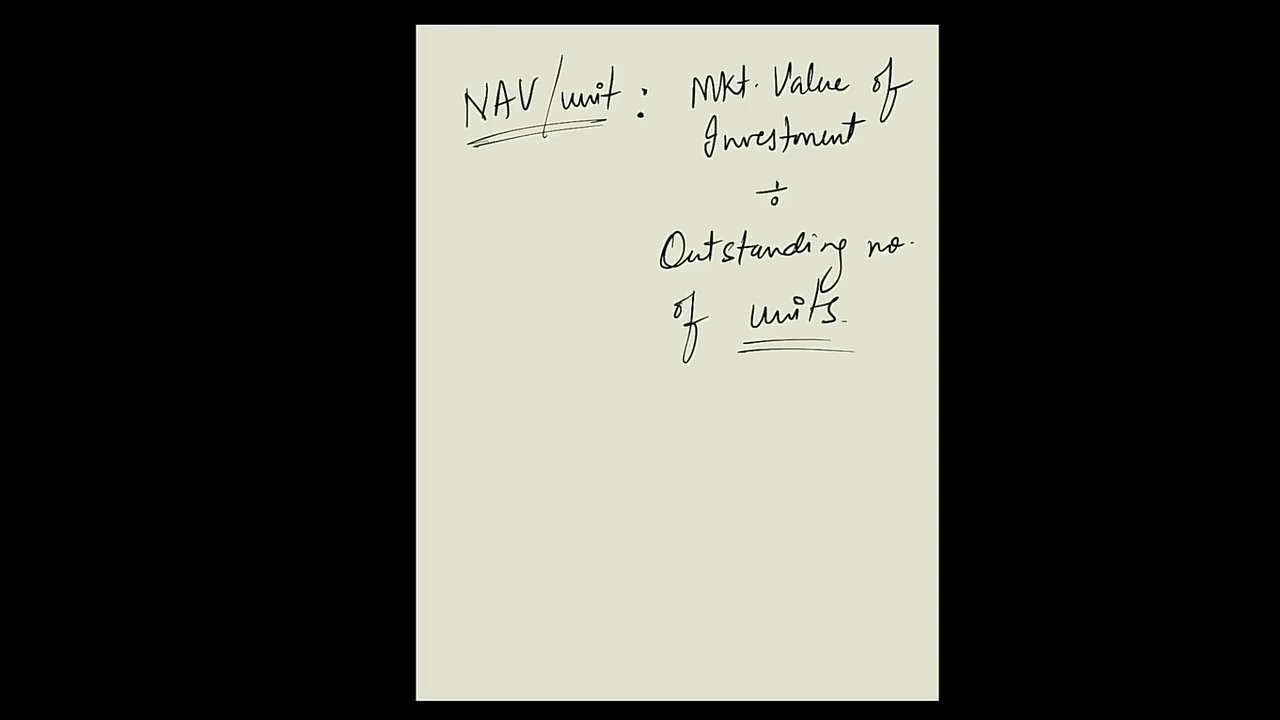 NAV/unit : Mkt. Value of
Investment
÷
Outstanding no.
of units.